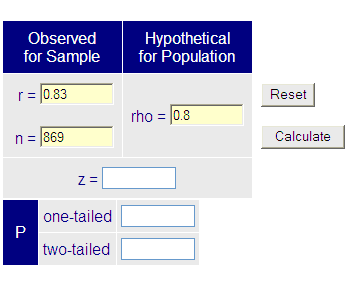 Observed for Sample
Hypothetical for Population
r = 0.83
n = 869
rho = 0.8
Reset
Calculate
z =
P
one-tailed
two-tailed